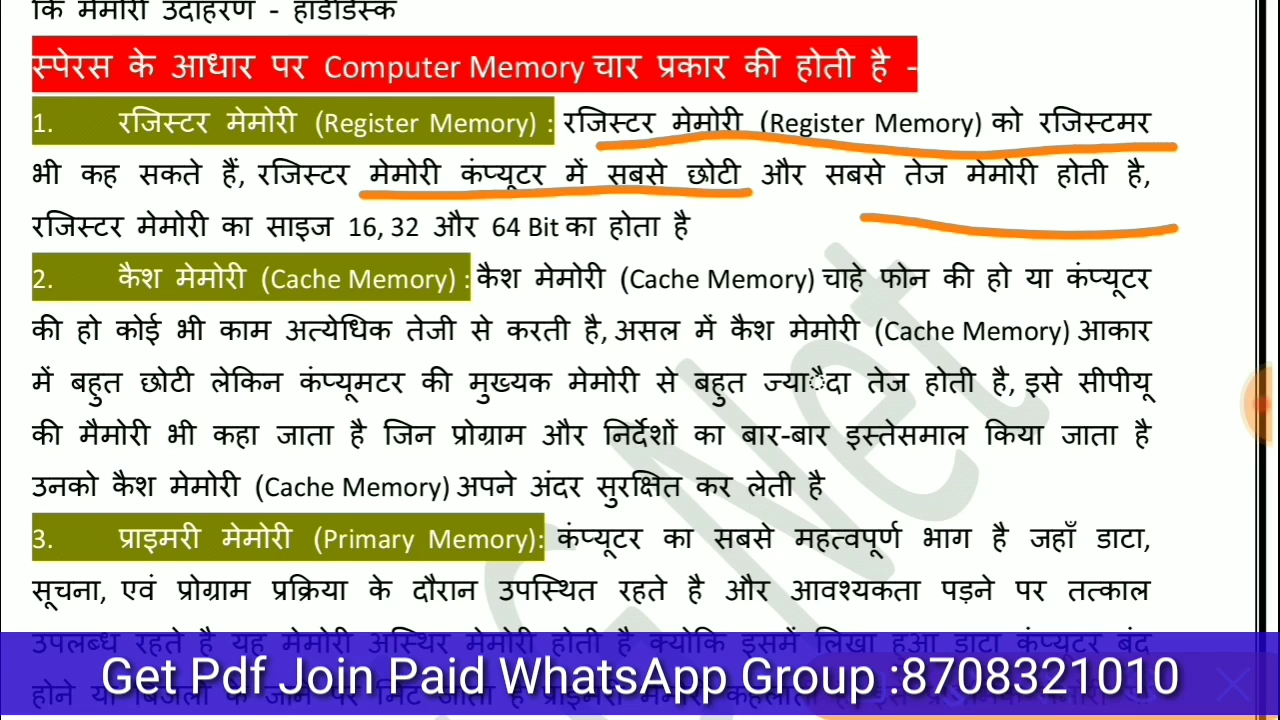 कि मेमोरी उदाहरण - हार्डडिस्क
स्पेरस के आधार पर Computer Memory चार प्रकार की होती है -
1. रजिस्टर मेमोरी (Register Memory) : रजिस्टर मेमोरी (Register Memory) को रजिस्टमर
भी कह सकते हैं, रजिस्टर मेमोरी कंप्यूटर में सबसे छोटी और सबसे तेज मेमोरी होती है,
रजिस्टर मेमोरी का साइज 16, 32 और 64 Bit का होता है
2. कैश मेमोरी (Cache Memory) : कैश मेमोरी (Cache Memory) चाहे फोन की हो या कंप्यूटर
की हो कोई भी काम अत्येधिक तेजी से करती है, असल में कैश मेमोरी (Cache Memory) आकार
में बहुत छोटी लेकिन कंप्यूमटर की मुख्यक मेमोरी से बहुत ज्याैदा तेज होती है, इसे सीपीयू
की मैमोरी भी कहा जाता है जिन प्रोग्राम और निर्देशों का बार-बार इस्तेसमाल किया जाता है
उनको कैश मेमोरी (Cache Memory) अपने अंदर सुरक्षित कर लेती है
3. प्राइमरी मेमोरी (Primary Memory): कंप्यूटर का सबसे महत्वपूर्ण भाग है जहाँ डाटा,
सूचना, एवं प्रोग्राम प्रक्रिया के दौरान उपस्थित रहते है और आवश्यकता पड़ने पर तत्काल
उपलब्ध रहते है यह मेमोरी अस्थिर मेमोरी होती है क्योकि इसमें लिखा हुआ डाटा कंप्यूटर बंद
Get Pdf Join Paid WhatsApp Group :8708321010